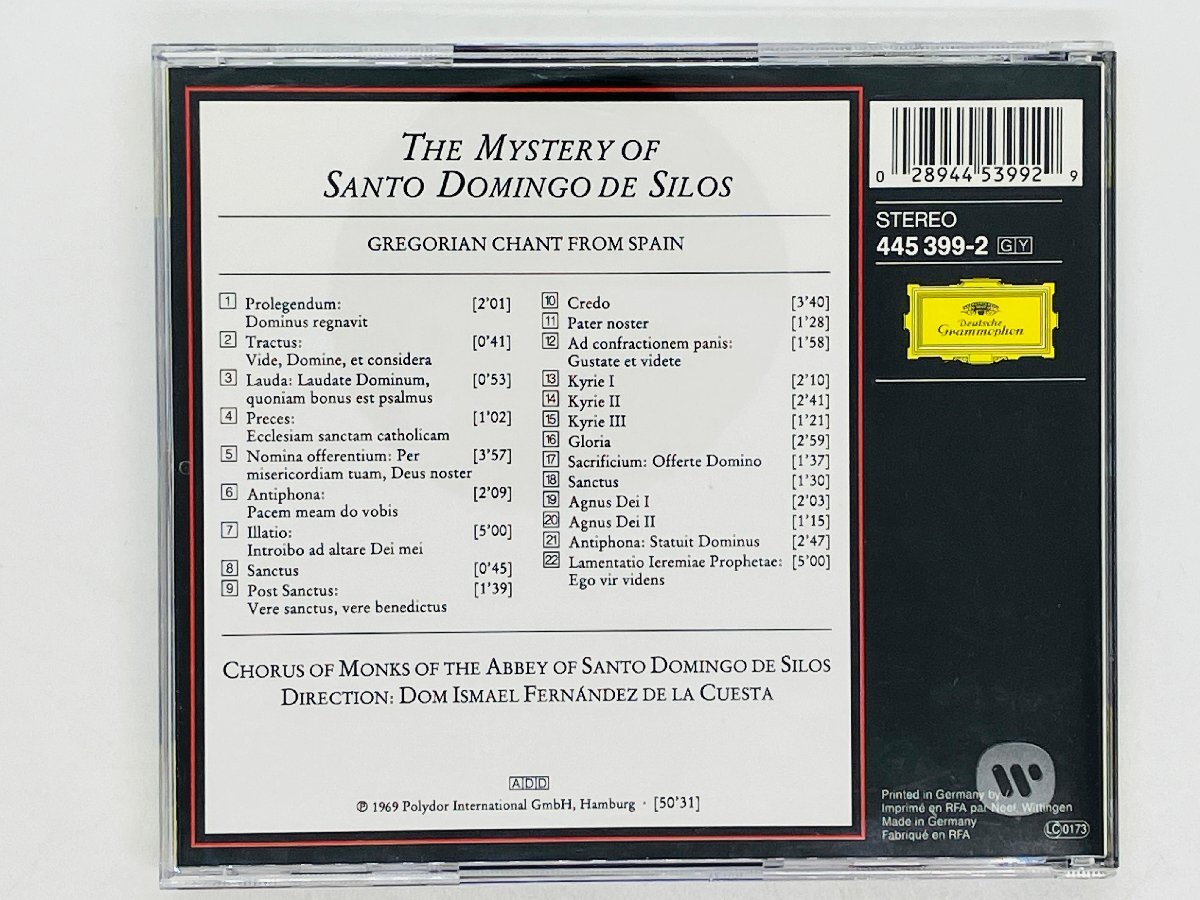 THE MYSTERY OF
SANTO DOMINGO DE SILOS
GREGORIAN CHANT FROM SPAIN
1 Prolegendum: [2'01]
Dominus regnavit
2 Tractus: [0'41]
Vide, Domine, et considera
3 Lauda: Laudate Dominum, [0'53]
quoniam bonus est psalmus
4 Preces: [1'02]
Ecclesiam sanctam catholicam
5 Nomina offerentium: Per [3'57]
misericordiam tuam, Deus noster
6 Antiphona: [2'09]
Pacem meam do vobis
7 Illatio: [5'00]
Introibo ad altare Dei mei
8 Sanctus [0'45]
9 Post Sanctus: [1'39]
Vere sanctus, vere benedictus
10 Credo [3'40]
11 Pater noster [1'28]
12 Ad confractionem panis: [1'58]
Gustate et videte
13 Kyrie I [2'10]
14 Kyrie II [2'41]
15 Kyrie III [1'21]
16 Gloria [2'59]
17 Sacrificium: Offerte Domino [1'37]
18 Sanctus [1'30]
19 Agnus Dei I [2'03]
20 Agnus Dei II [1'15]
21 Antiphona: Statuit Dominus [2'47]
22 Lamentatio Ieremiae Prophetae: [5'00]
Ego vir videns
CHORUS OF MONKS OF THE ABBEY OF SANTO DOMINGO DE SILOS
DIRECTION: DOM ISMAEL FERNÁNDEZ DE LA CUESTA
ADD
℗ 1969 Polydor International GmbH, Hamburg · [50'31]
0 28944 53992 9
STEREO
445 399-2 GY
Deutsche
Grammophon
Printed in Germany by
Imprimé en RFA par Neef, Wittingen
Made in Germany
Fabriqué en RFA
LC 0173